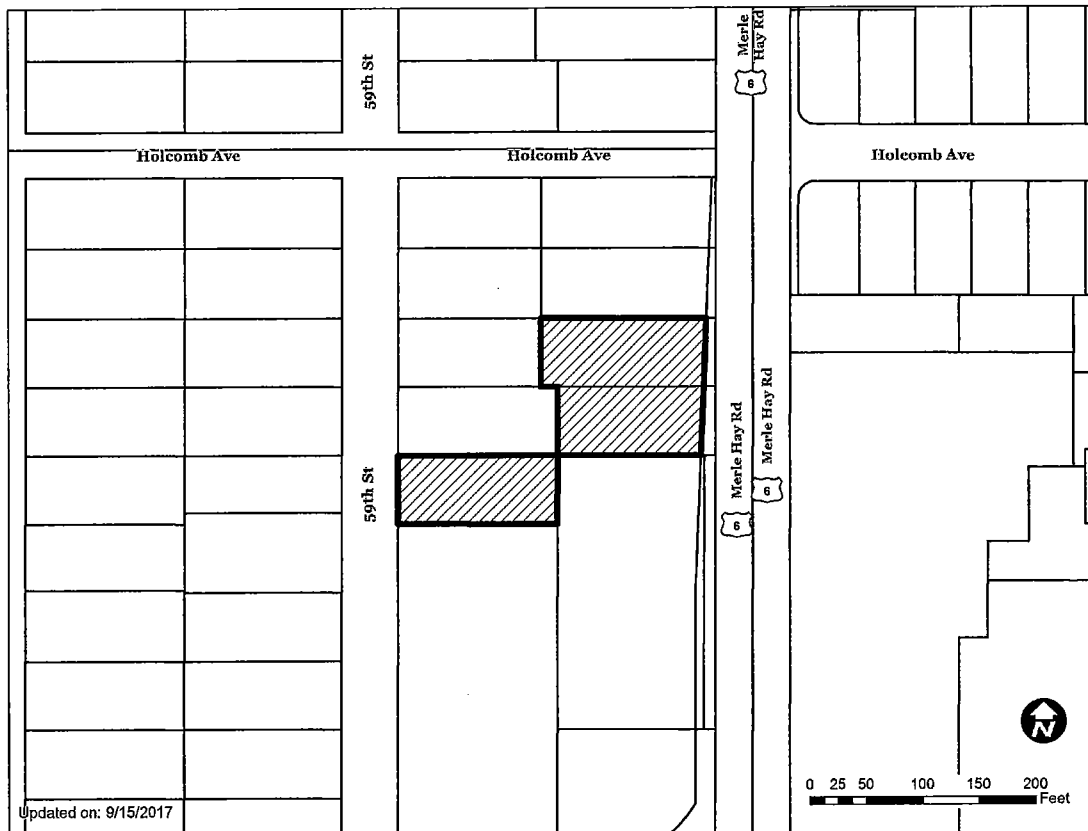 Merle
Hay Rd
6
59th St
Holcomb Ave
Holcomb Ave
Holcomb Ave
Merle Hay Rd
Merle Hay Rd
6
6
59th St
N
0 25 50 100 150 200
Feet
Updated on: 9/15/2017